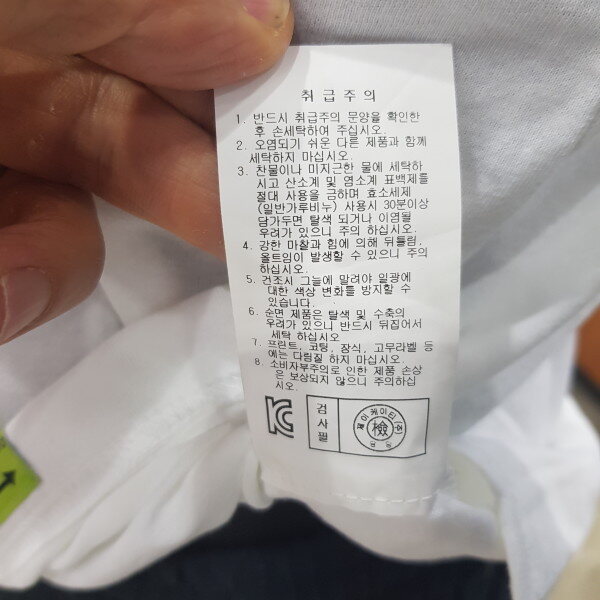 취급주의
1. 반드시 취급주의 문양을 확인한
후 손세탁하여 주십시오.
2. 오염되기 쉬운 다른 제품과 함께
세탁하지 마십시오.
3. 찬물이나 미지근한 물에 세탁하
시고 산소계 및 염소계 표백제를
절대 사용을 금하며 효소세제
(일반가루비누) 사용시 30분이상
담가두면 탈색 되거나 이염될
우려가 있으니 주의 하십시오.
4. 강한 마찰과 힘에 의해 뒤틀림,
올트임이 발생할 수 있으니 주의
하십시오.
5. 건조시 그늘에 말려야 일광에
대한 색상 변화를 방지할 수
있습니다.
6. 순면 제품은 탈색 및 수축의
우려가 있으니 반드시 뒤집어서
세탁 하십시오
7. 프린트, 코팅, 장식, 고무라벨 등
에는 다림질 하지 마십시오.
8. 소비자부주의로 인한 제품 손상
은 보상되지 않으니 주의하십
시오.
KC
검사필
제이케이티(주)
檢